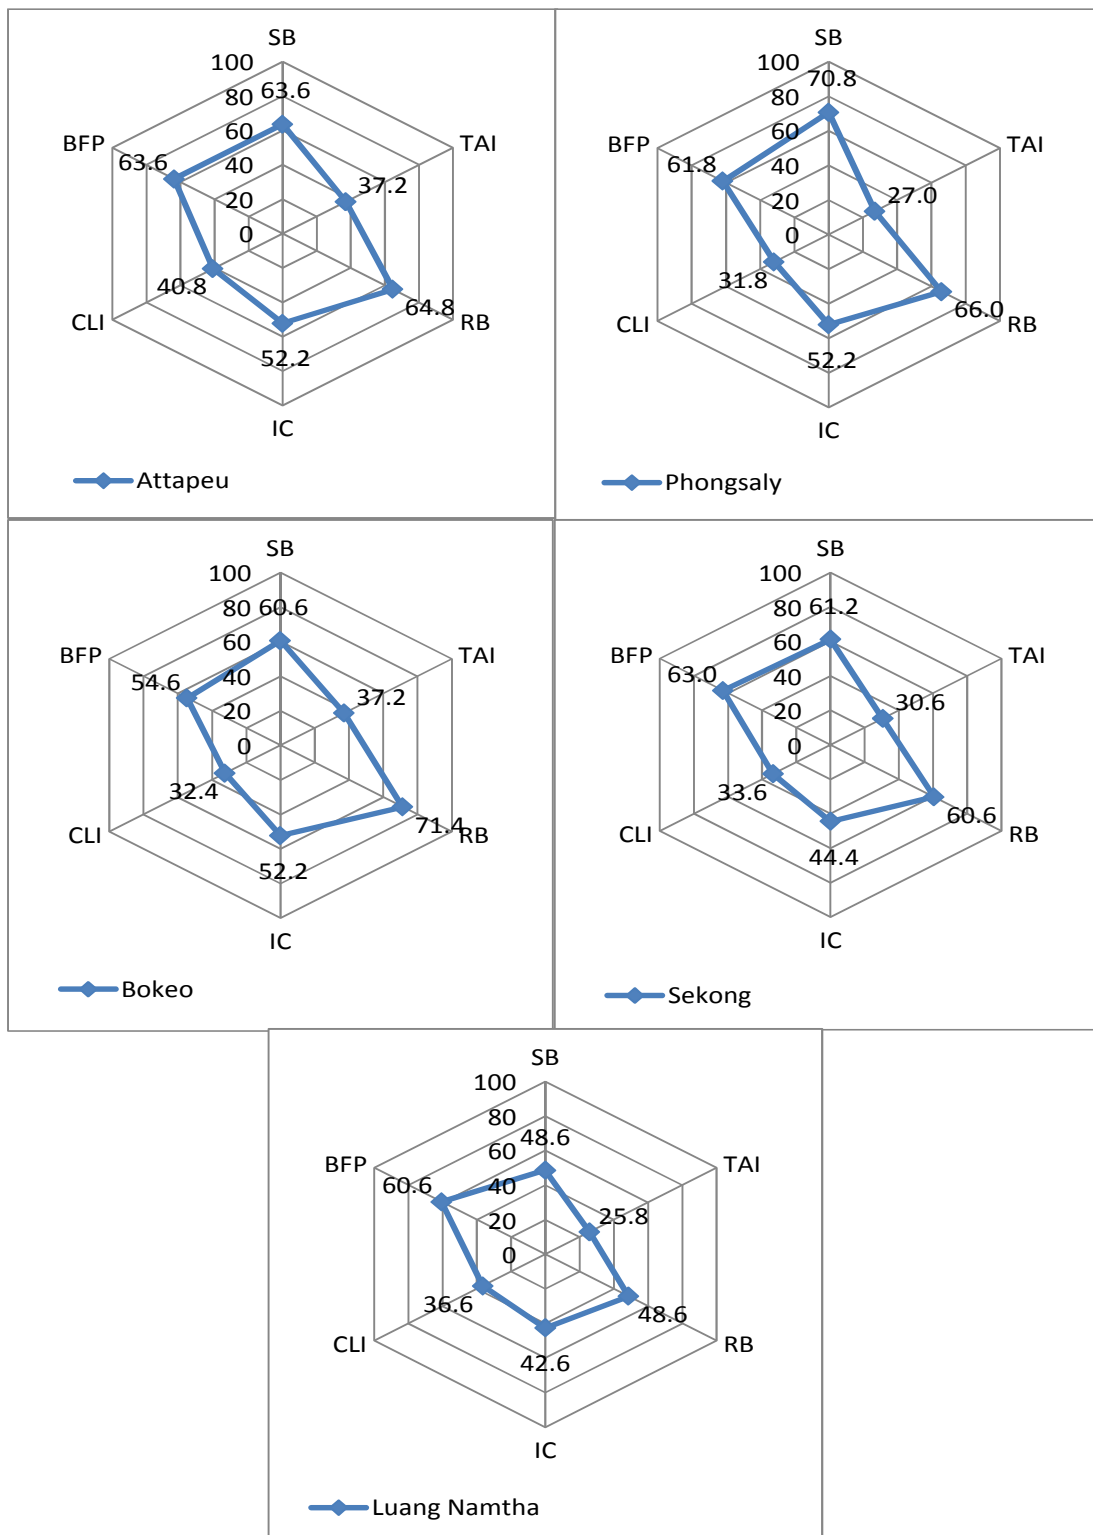 SB
100
80
63.6
60
40
20
0
BFP
63.6
TAI
37.2
CLI
40.8
RB
64.8
52.2
IC
Attapeu
SB
100
70.8
80
60
40
20
0
BFP
61.8
TAI
27.0
CLI
31.8
RB
66.0
52.2
IC
Phongsaly
SB
100
80
60.6
60
40
20
0
BFP
54.6
TAI
37.2
CLI
32.4
RB
71.4
52.2
IC
Bokeo
SB
100
80
61.2
60
40
20
0
BFP
63.0
TAI
30.6
CLI
33.6
RB
60.6
44.4
IC
Sekong
SB
100
80
48.6
60
40
20
0
BFP
60.6
TAI
25.8
CLI
36.6
RB
48.6
42.6
IC
Luang Namtha